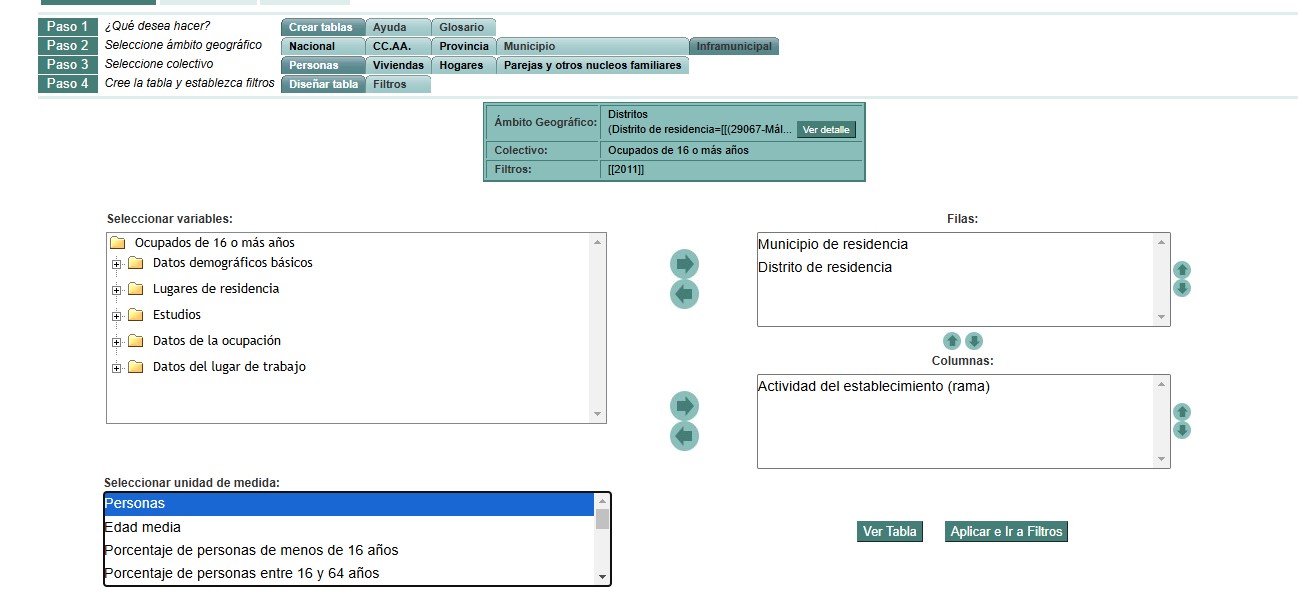 Paso 1 ¿Qué desea hacer? Crear tablas Ayuda Glosario
Paso 2 Seleccione ámbito geográfico Nacional CC.AA. Provincia Municipio Inframunicipal
Paso 3 Seleccione colectivo Personas Viviendas Hogares Parejas y otros nucleos familiares
Paso 4 Cree la tabla y establezca filtros Diseñar tabla Filtros
Ámbito Geográfico: Distritos
(Distrito de residencia=[[(29067-Mál... Ver detalle
Colectivo: Ocupados de 16 o más años
Filtros: [[2011]]
Seleccionar variables:
Ocupados de 16 o más años
Datos demográficos básicos
Lugares de residencia
Estudios
Datos de la ocupación
Datos del lugar de trabajo
Filas:
Municipio de residencia
Distrito de residencia
Columnas:
Actividad del establecimiento (rama)
Seleccionar unidad de medida:
Personas
Edad media
Porcentaje de personas de menos de 16 años
Porcentaje de personas entre 16 y 64 años
Ver Tabla Aplicar e Ir a Filtros